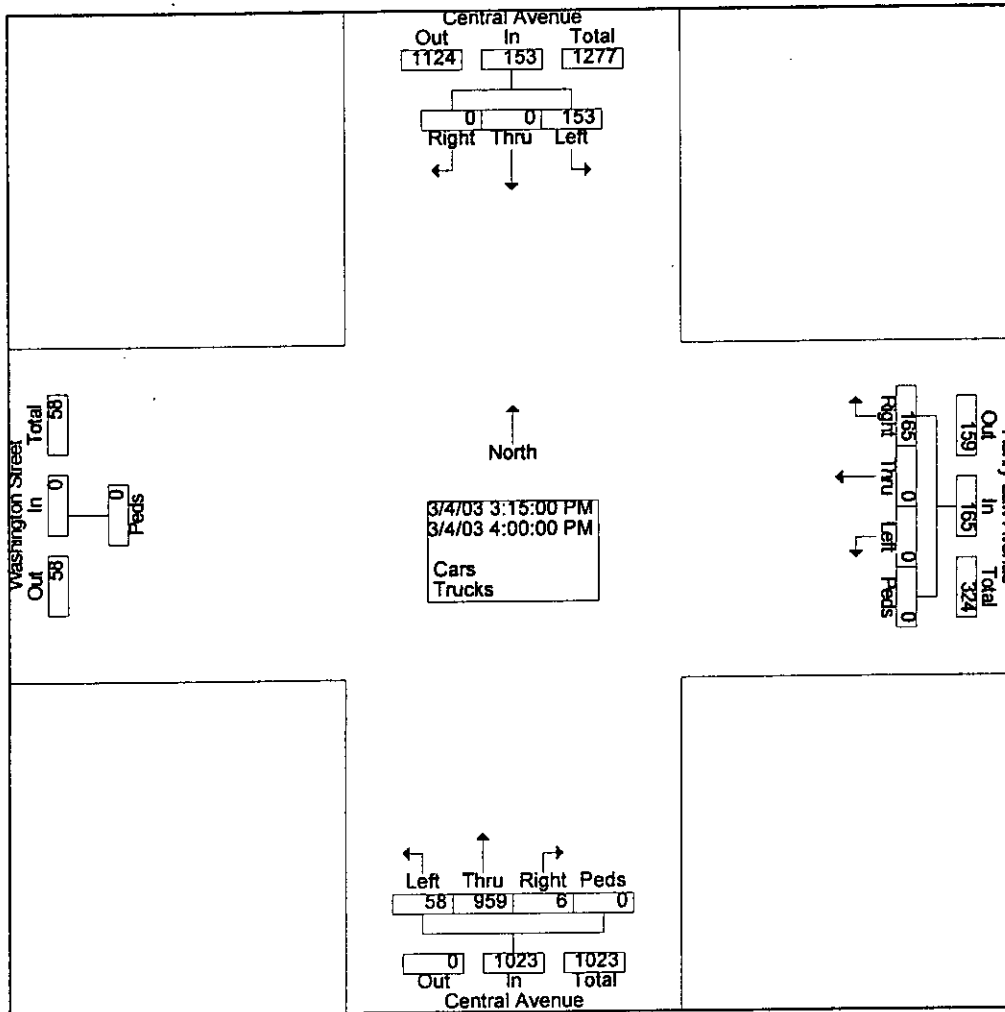 Central Avenue
Out In Total
1124 153 1277
0 0 153
Right Thru Left
Washington Street
Total In Out
58 0 58
0
Peds
North
3/4/03 3:15:00 PM
3/4/03 4:00:00 PM
Cars
Trucks
Right Thru Left Peds
165 0 0 0
Out In Total
159 165 324
Left Thru Right Peds
58 959 6 0
0 1023 1023
Out In Total
Central Avenue